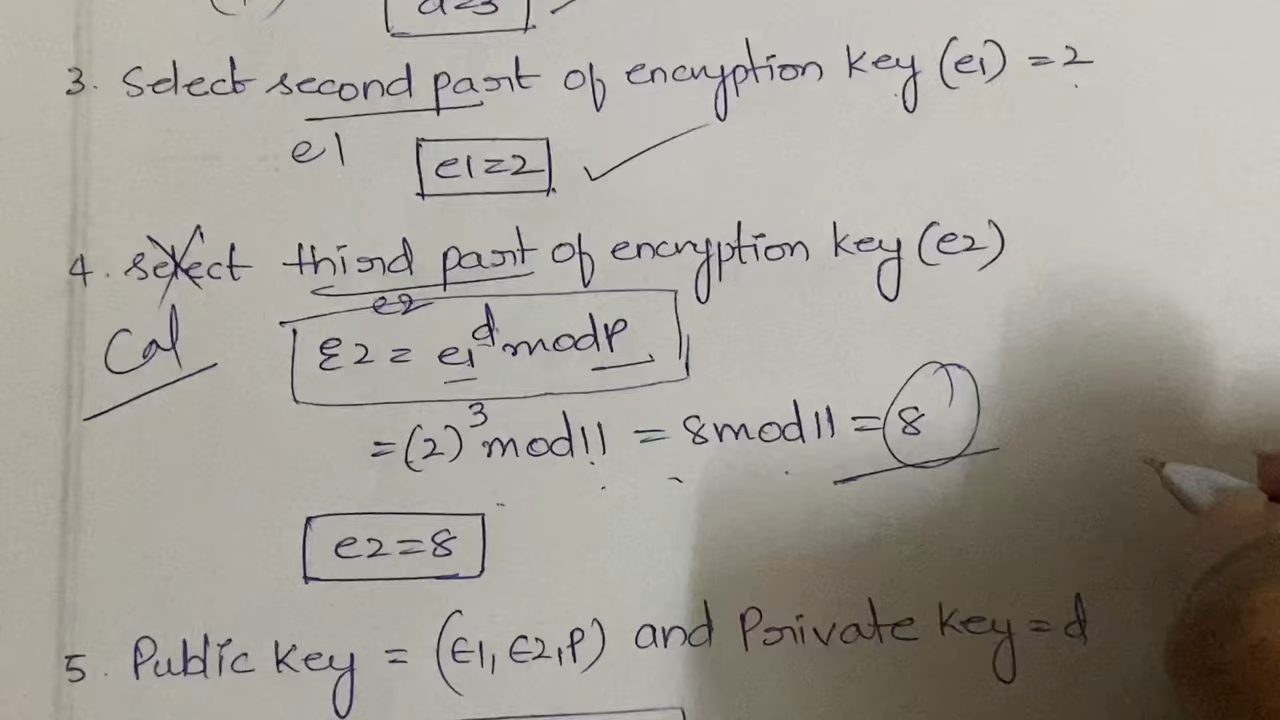 d=3
3. Select second part of encryption key (e1) = 2
e1
e1=2
4. select third part of encryption key (e2)
e2
Cal
E2 = e1^d mod P
= (2)^3 mod 11 = 8 mod 11 = 8
e2=8
5. Public key = (E1, E2, P) and Private key = d